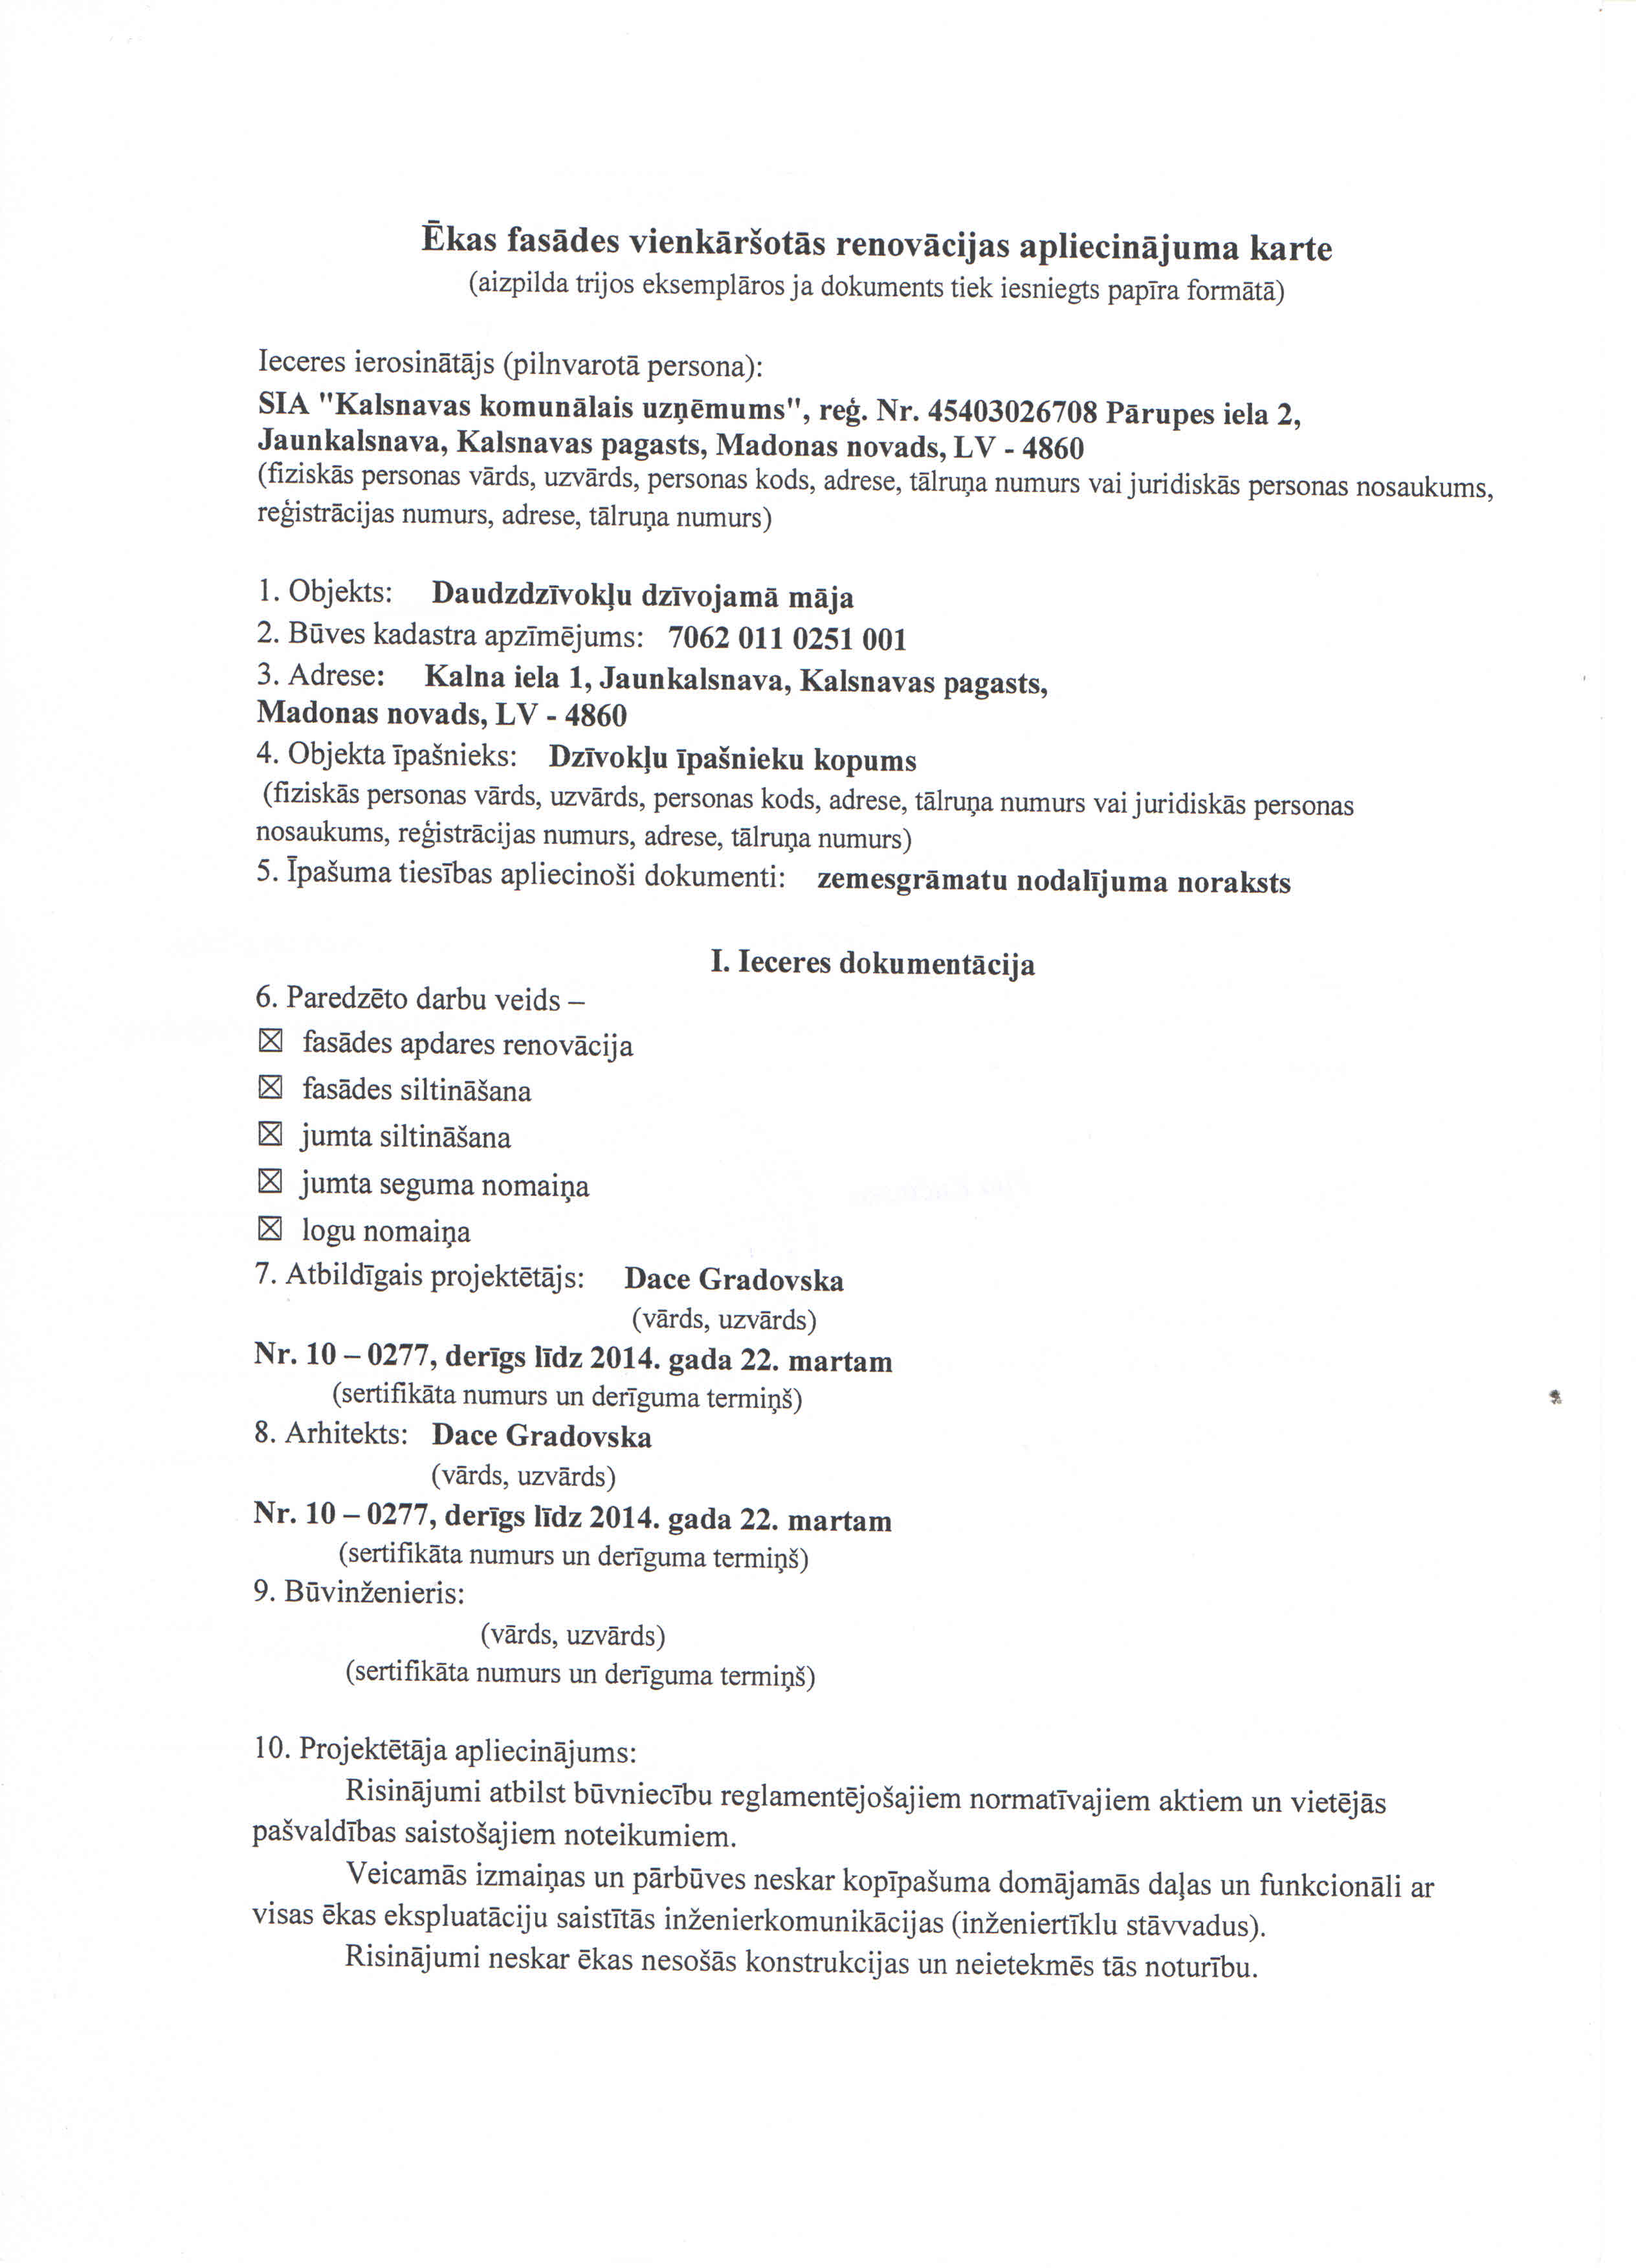 Ēkas fasādes vienkāršotās renovācijas apliecinājuma karte
(aizpilda trijos eksemplāros ja dokuments tiek iesniegts papīra formātā)
Ieceres ierosinātājs (pilnvarotā persona):
SIA "Kalsnavas komunālais uzņēmums", reģ. Nr. 45403026708 Pārupes iela 2,
Jaunkalsnava, Kalsnavas pagasts, Madonas novads, LV - 4860
(fiziskās personas vārds, uzvārds, personas kods, adrese, tālruņa numurs vai juridiskās personas nosaukums,
reģistrācijas numurs, adrese, tālruņa numurs)
1. Objekts: Daudzdzīvokļu dzīvojamā māja
2. Būves kadastra apzīmējums: 7062 011 0251 001
3. Adrese: Kalna iela 1, Jaunkalsnava, Kalsnavas pagasts,
Madonas novads, LV - 4860
4. Objekta īpašnieks: Dzīvokļu īpašnieku kopums
(fiziskās personas vārds, uzvārds, personas kods, adrese, tālruņa numurs vai juridiskās personas
nosaukums, reģistrācijas numurs, adrese, tālruņa numurs)
5. Īpašuma tiesības apliecinoši dokumenti: zemesgrāmatu nodalījuma noraksts
I. Ieceres dokumentācija
6. Paredzēto darbu veids –
☒ fasādes apdares renovācija
☒ fasādes siltināšana
☒ jumta siltināšana
☒ jumta seguma nomaiņa
☒ logu nomaiņa
7. Atbildīgais projektētājs: Dace Gradovska
(vārds, uzvārds)
Nr. 10 – 0277, derīgs līdz 2014. gada 22. martam
(sertifikāta numurs un derīguma termiņš)
8. Arhitekts: Dace Gradovska
(vārds, uzvārds)
Nr. 10 – 0277, derīgs līdz 2014. gada 22. martam
(sertifikāta numurs un derīguma termiņš)
9. Būvinženieris:
(vārds, uzvārds)
(sertifikāta numurs un derīguma termiņš)
10. Projektētāja apliecinājums:
Risinājumi atbilst būvniecību reglamentējošajiem normatīvajiem aktiem un vietējās
pašvaldības saistošajiem noteikumiem.
Veicamās izmaiņas un pārbūves neskar kopīpašuma domājamās daļas un funkcionāli ar
visas ēkas ekspluatāciju saistītās inženierkomunikācijas (inženiertīklu stāvvadus).
Risinājumi neskar ēkas nesošās konstrukcijas un neietekmēs tās noturību.